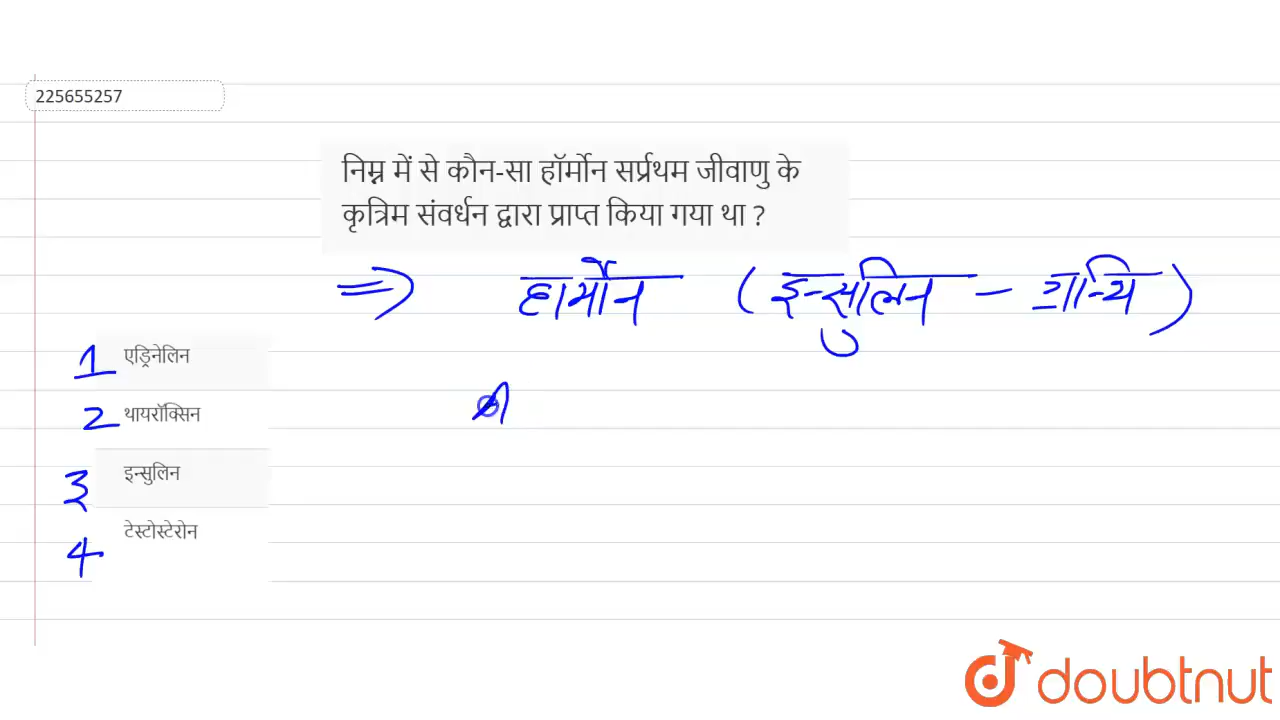 225655257
निम्न में से कौन-सा हॉर्मोन सर्प्रथम जीवाणु के
कृत्रिम संवर्धन द्वारा प्राप्त किया गया था ?
⇒ हार्मोन (इन्सुलिन - ग्रन्थि)
1 एड्रिनेलिन
2 थायरॉक्सिन
3 इन्सुलिन
4 टेस्टोस्टेरोन
doubtnut